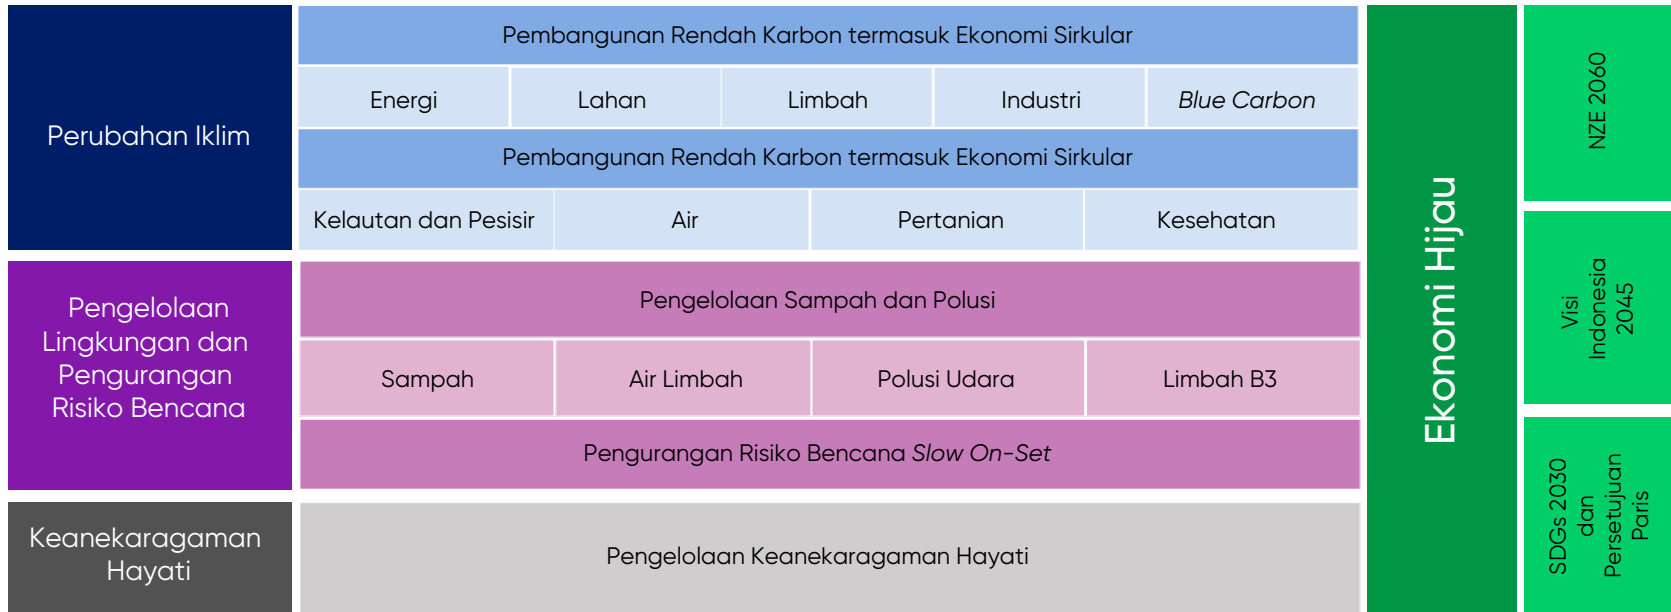 Perubahan Iklim
Pembangunan Rendah Karbon termasuk Ekonomi Sirkular
Energi
Lahan
Limbah
Industri
Blue Carbon
Pembangunan Rendah Karbon termasuk Ekonomi Sirkular
Kelautan dan Pesisir
Air
Pertanian
Kesehatan
Pengelolaan
Lingkungan dan
Pengurangan
Risiko Bencana
Pengelolaan Sampah dan Polusi
Sampah
Air Limbah
Polusi Udara
Limbah B3
Pengurangan Risiko Bencana Slow On-Set
Keanekaragaman
Hayati
Pengelolaan Keanekaragaman Hayati
Ekonomi Hijau
NZE 2060
Visi
Indonesia
2045
SDGs 2030
dan
Persetujuan
Paris